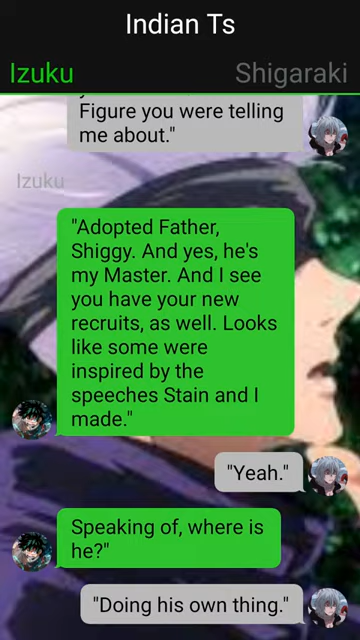 Indian Ts
Izuku Shigaraki
Figure you were telling
me about."
Izuku
"Adopted Father,
Shiggy. And yes, he's
my Master. And I see
you have your new
recruits, as well. Looks
like some were
inspired by the
speeches Stain and I
made."
"Yeah."
Speaking of, where is
he?"
"Doing his own thing."